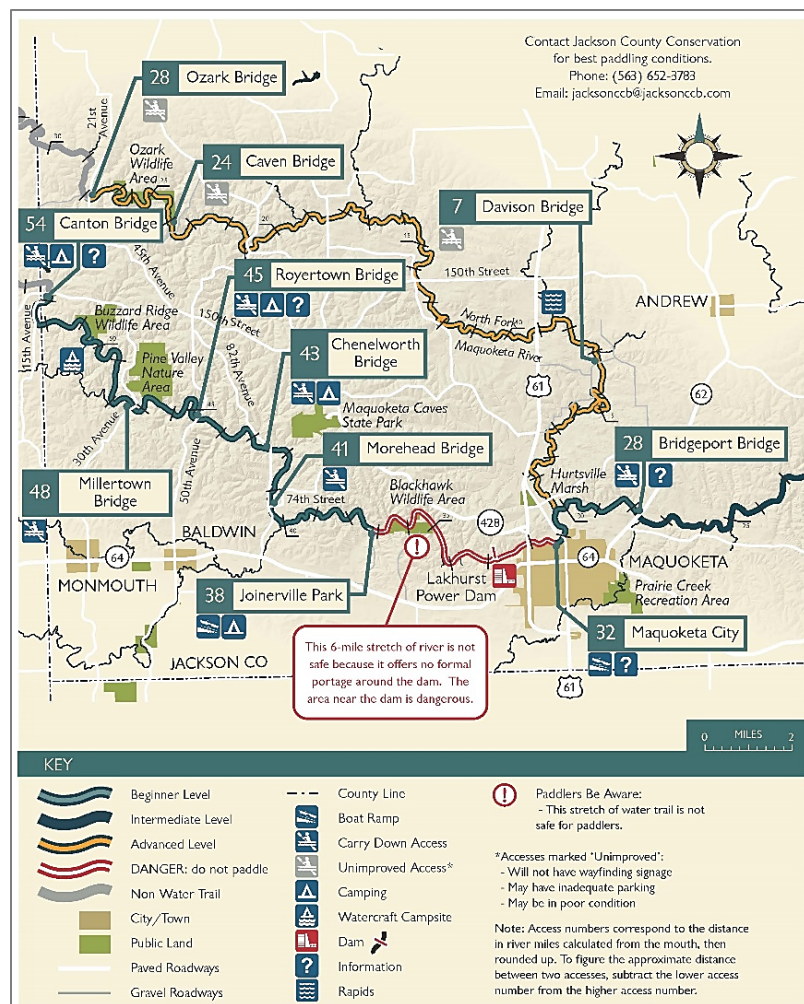 Contact Jackson County Conservation
for best paddling conditions.
Phone: (563) 652-3783
Email: jacksonccb@jacksonccb.com
28 Ozark Bridge
21st
Avenue
30
Ozark
Wildlife
Area
25
24 Caven Bridge
20
15
7 Davison Bridge
54 Canton Bridge
?
45th Avenue
45 Royertown Bridge
?
150th Street
150th Street
ANDREW
15th Avenue
Buzzard Ridge
Wildlife Area
50
82nd Avenue
North Fork
10
Maquoketa River
43 Chenelworth
Bridge
61
62
Pine Valley
Nature
Area
45
Maquoketa Caves
State Park
30th Avenue
50th Avenue
41 Morehead Bridge
28 Bridgeport Bridge
?
48 Millertown
Bridge
74th Street
Blackhawk
Wildlife Area
Hurtsville
Marsh
40
35
30
25
428
BALDWIN
64
MONMOUTH
!
64
MAQUOKETA
Lakhurst
Power Dam
Prairie Creek
Recreation Area
38 Joinerville Park
32 Maquoketa City
?
This 6-mile stretch of river is not
safe because it offers no formal
portage around the dam. The
area near the dam is dangerous.
JACKSON CO
61
0 MILES 2
KEY
Beginner Level
Intermediate Level
Advanced Level
DANGER: do not paddle
Non Water Trail
City/Town
Public Land
Paved Roadways
Gravel Roadways
County Line
Boat Ramp
Carry Down Access
Unimproved Access*
Camping
Watercraft Campsite
Dam
? Information
Rapids
! Paddlers Be Aware:
- This stretch of water trail is not
safe for paddlers.
*Accesses marked 'Unimproved':
- Will not have wayfinding signage
- May have inadequate parking
- May be in poor condition
Note: Access numbers correspond to the distance
in river miles calculated from the mouth, then
rounded up. To figure the approximate distance
between two accesses, subtract the lower access
number from the higher access number.